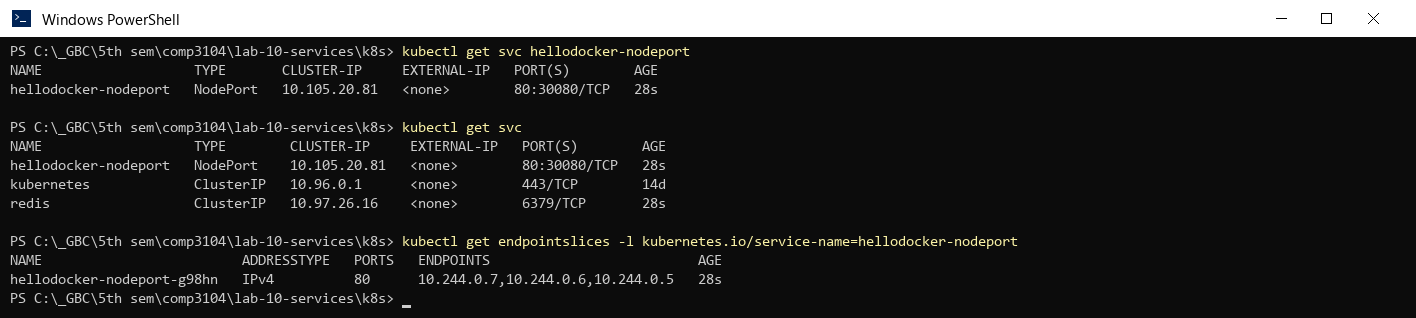 Windows PowerShell
PS C:\_GBC\5th sem\comp3104\lab-10-services\k8s> kubectl get svc hellodocker-nodeport
NAME TYPE CLUSTER-IP EXTERNAL-IP PORT(S) AGE
hellodocker-nodeport NodePort 10.105.20.81 <none> 80:30080/TCP 28s
PS C:\_GBC\5th sem\comp3104\lab-10-services\k8s> kubectl get svc
NAME TYPE CLUSTER-IP EXTERNAL-IP PORT(S) AGE
hellodocker-nodeport NodePort 10.105.20.81 <none> 80:30080/TCP 28s
kubernetes ClusterIP 10.96.0.1 <none> 443/TCP 14d
redis ClusterIP 10.97.26.16 <none> 6379/TCP 28s
PS C:\_GBC\5th sem\comp3104\lab-10-services\k8s> kubectl get endpointslices -l kubernetes.io/service-name=hellodocker-nodeport
NAME ADDRESSTYPE PORTS ENDPOINTS AGE
hellodocker-nodeport-g98hn IPv4 80 10.244.0.7,10.244.0.6,10.244.0.5 28s
PS C:\_GBC\5th sem\comp3104\lab-10-services\k8s>